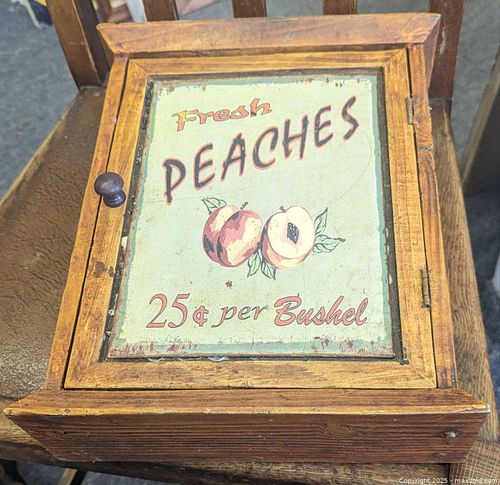 Fresh
PEACHES
25¢ per Bushel
Copyright 2025 - maxsold.com